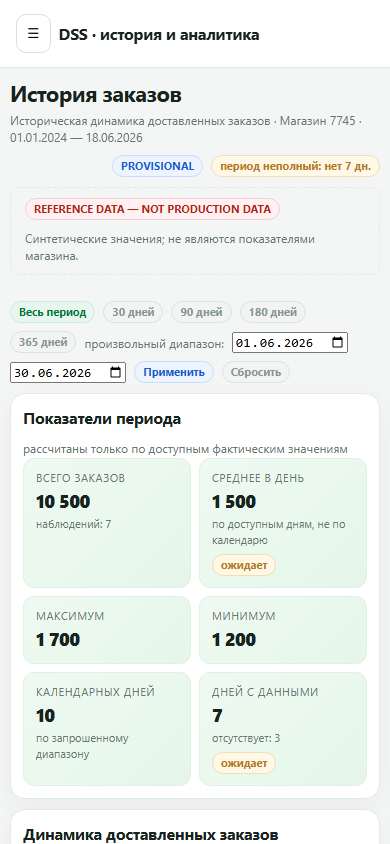 ☰ DSS · история и аналитика
История заказов
Историческая динамика доставленных заказов · Магазин 7745 ·
01.01.2024 — 18.06.2026
PROVISIONAL период неполный: нет 7 дн.
REFERENCE DATA — NOT PRODUCTION DATA
Синтетические значения; не являются показателями
магазина.
Весь период 30 дней 90 дней 180 дней
365 дней произвольный диапазон: 01.06.2026
30.06.2026 Применить Сбросить
Показатели периода
рассчитаны только по доступным фактическим значениям
ВСЕГО ЗАКАЗОВ
10 500
наблюдений: 7
СРЕДНЕЕ В ДЕНЬ
1 500
по доступным дням, не по
календарю
ожидает
МАКСИМУМ
1 700
МИНИМУМ
1 200
КАЛЕНДАРНЫХ ДНЕЙ
10
по запрошенному
диапазону
ДНЕЙ С ДАННЫМИ
7
отсутствует: 3
ожидает
Динамика доставленных заказов